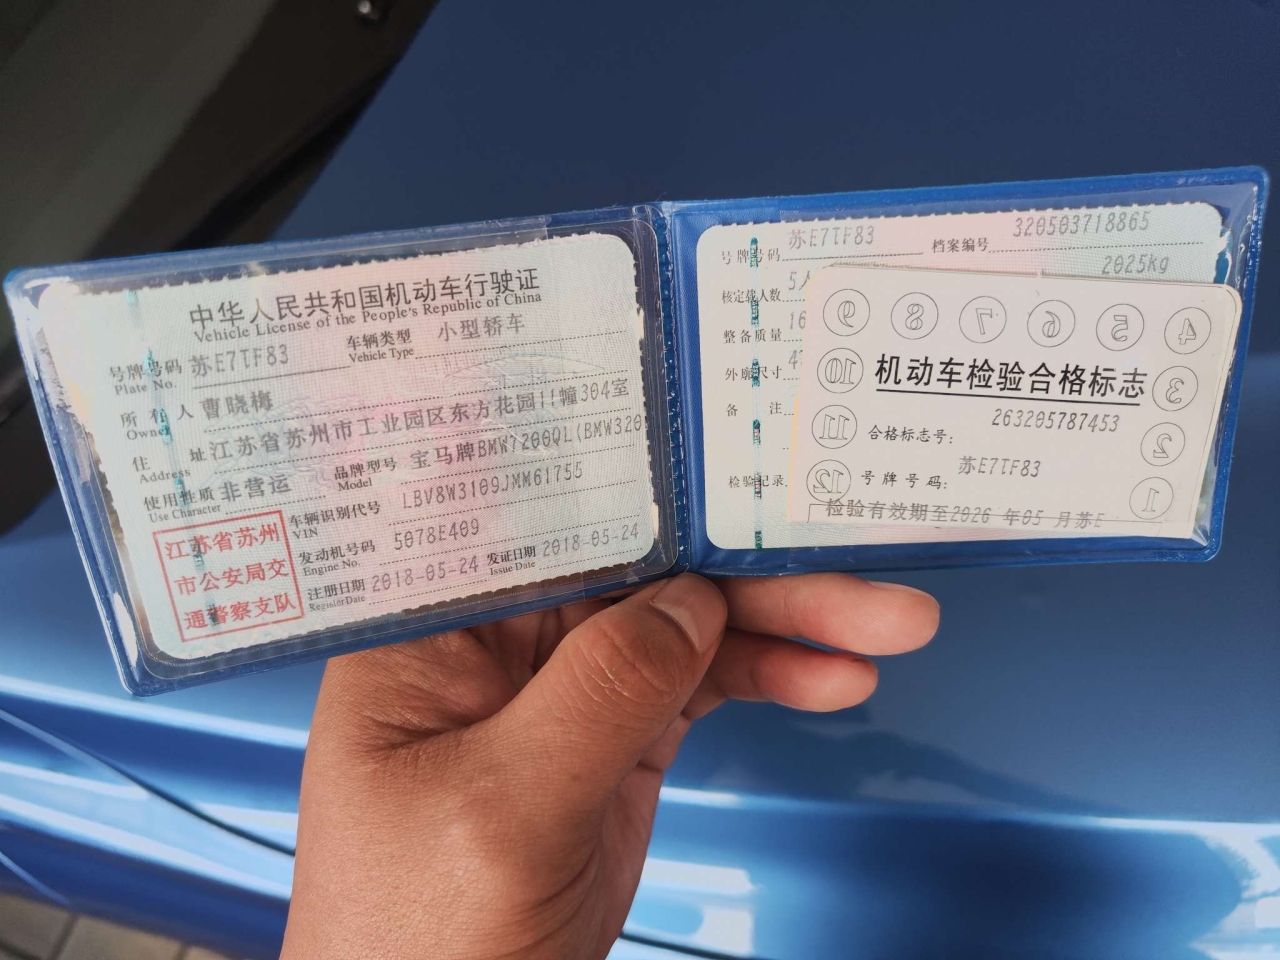 中华人民共和国机动车行驶证
Vehicle License of the People's Republic of China
号牌号码 苏E7TF83 车辆类型 小型轿车
Plate No. Vehicle Type
所有人 曹晓梅
Owner
住址 江苏省苏州市工业园区东方花园11幢304室
Address
使用性质 非营运 品牌型号 宝马牌BMW7200QL(BMW320
Use Character Model
车辆识别代号 LBV8W3109JMM61755
VIN
发动机号码 5078E409
Engine No.
注册日期 2018-05-24 发证日期 2018-05-24
Register Date Issue Date
江苏省苏州
市公安局交
通警察支队
号牌号码 苏E7TF83 档案编号 320503718865
核定载人数 5人 2025kg
整备质量 16
外廓尺寸
备注
检验记录
9 8 7 6 5 4
10 3
11 2
12 1
机动车检验合格标志
263205787453
合格标志号:
号牌号码: 苏E7TF83
检验有效期至2026 年05 月苏E